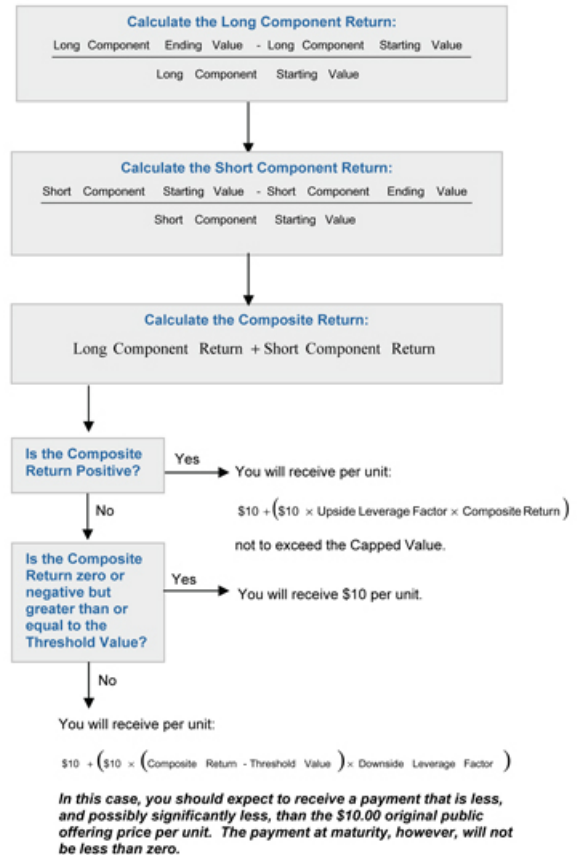 Calculate the Long Component Return:
Long Component Ending Value - Long Component Starting Value
Long Component Starting Value
Calculate the Short Component Return:
Short Component Starting Value - Short Component Ending Value
Short Component Starting Value
Calculate the Composite Return:
Long Component Return + Short Component Return
Is the Composite
Return Positive?
Yes
You will receive per unit:
$10 + ($10 × Upside Leverage Factor × Composite Return)
not to exceed the Capped Value.
No
Is the Composite
Return zero or
negative but
greater than or
equal to the
Threshold Value?
Yes
You will receive $10 per unit.
No
You will receive per unit:
$10 + ($10 × (Composite Return - Threshold Value) × Downside Leverage Factor)
In this case, you should expect to receive a payment that is less,
and possibly significantly less, than the $10.00 original public
offering price per unit. The payment at maturity, however, will not
be less than zero.